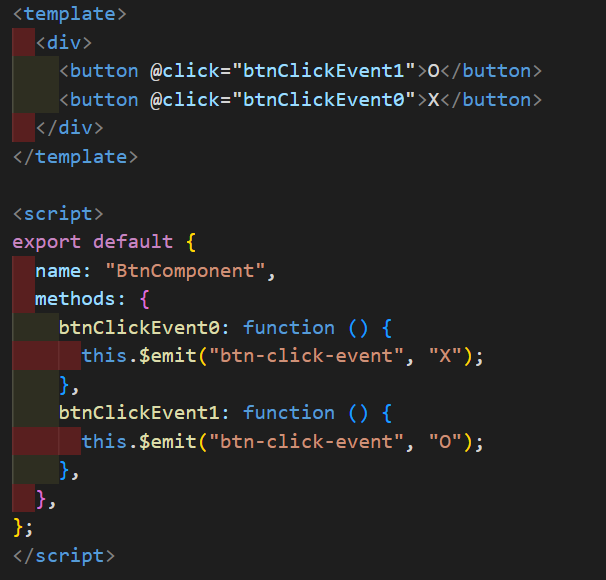 <template>
  <div>
    <button @click="btnClickEvent1">O</button>
    <button @click="btnClickEvent0">X</button>
  </div>
</template>

<script>
export default {
  name: "BtnComponent",
  methods: {
    btnClickEvent0: function () {
      this.$emit("btn-click-event", "X");
    },
    btnClickEvent1: function () {
      this.$emit("btn-click-event", "O");
    },
  },
};
</script>